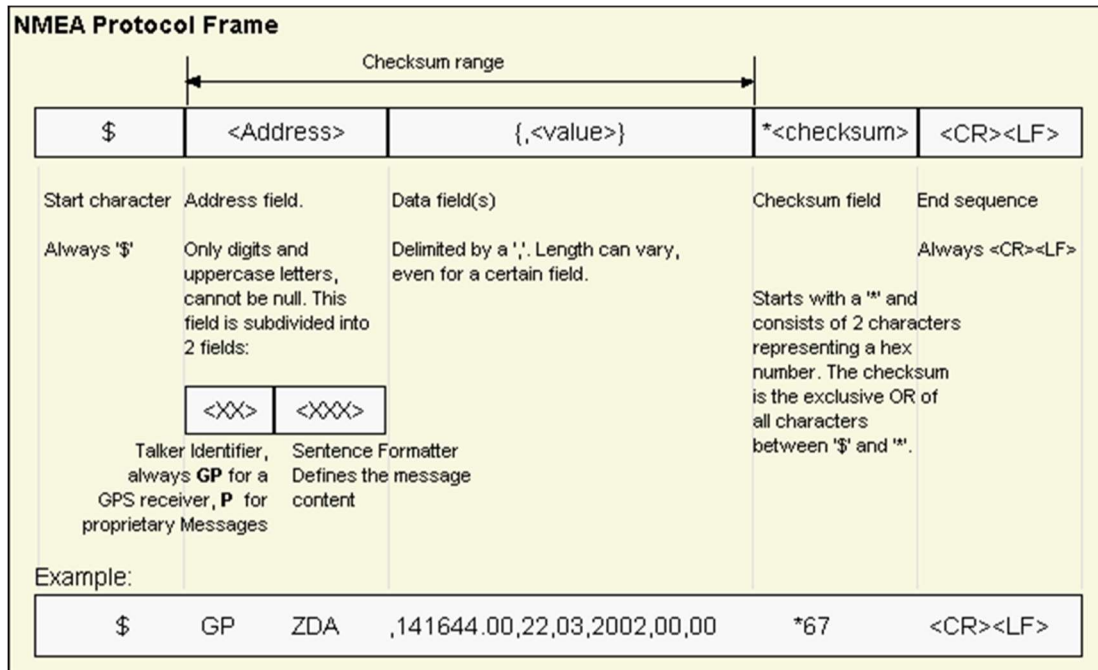 NMEA Protocol Frame
Checksum range
$ <Address> {,<value>} *<checksum> <CR><LF>
Start character
Always '$'
Address field.
Only digits and
uppercase letters,
cannot be null. This
field is subdivided into
2 fields:
<XX> <XXX>
Talker Identifier,
always GP for a
GPS receiver, P for
proprietary Messages
Sentence Formatter
Defines the message
content
Data field(s)
Delimited by a ','. Length can vary,
even for a certain field.
Checksum field
Starts with a '*' and
consists of 2 characters
representing a hex
number. The checksum
is the exclusive OR of
all characters
between '$' and '*'.
End sequence
Always <CR><LF>
Example:
$ GP ZDA ,141644.00,22,03,2002,00,00 *67 <CR><LF>